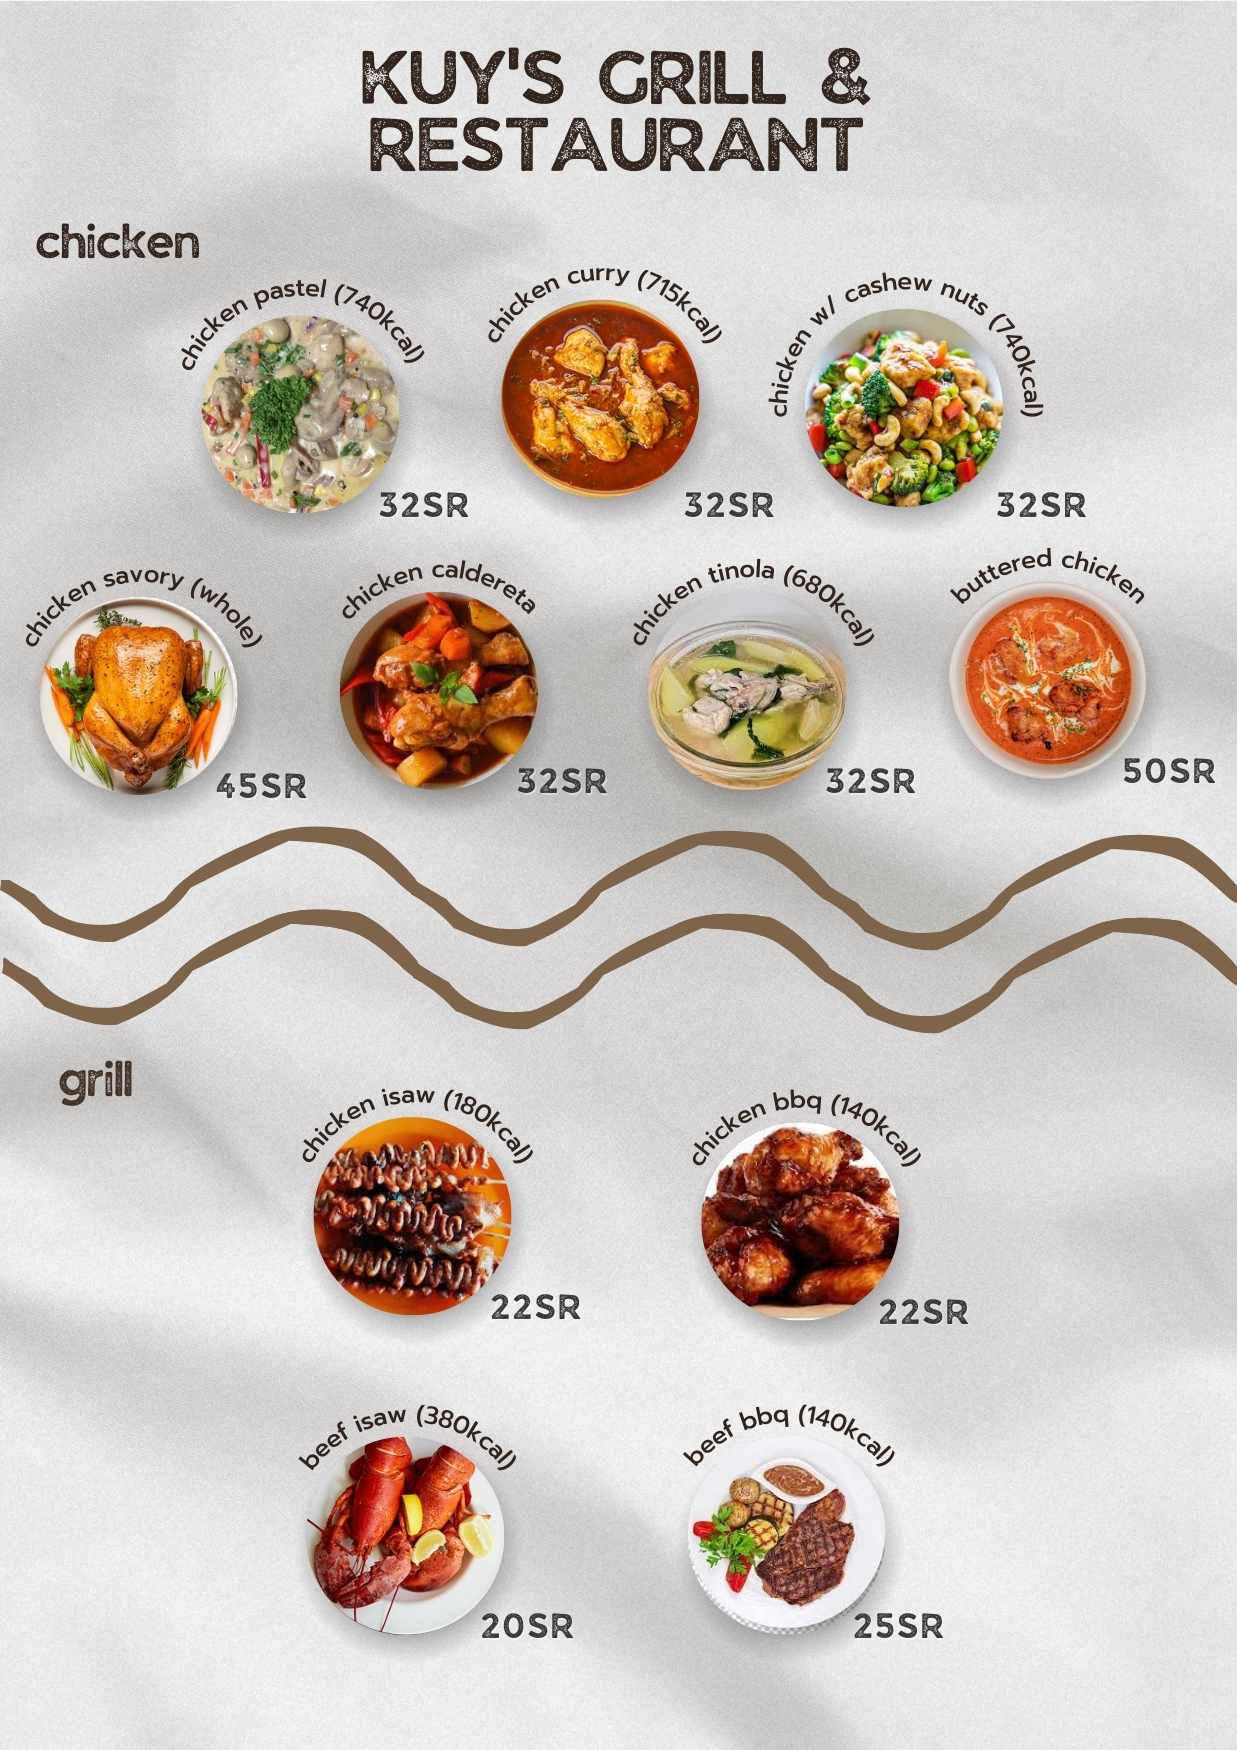 KUY'S GRILL &
RESTAURANT
chicken
chicken pastel (740kcal)
32SR
chicken curry (715kcal)
32SR
chicken w/ cashew nuts (740kcal)
32SR
chicken savory (whole)
45SR
chicken caldereta
32SR
chicken tinola (680kcal)
32SR
buttered chicken
50SR
grill
chicken isaw (180kcal)
22SR
chicken bbq (140kcal)
22SR
beef isaw (380kcal)
20SR
beef bbq (140kcal)
25SR